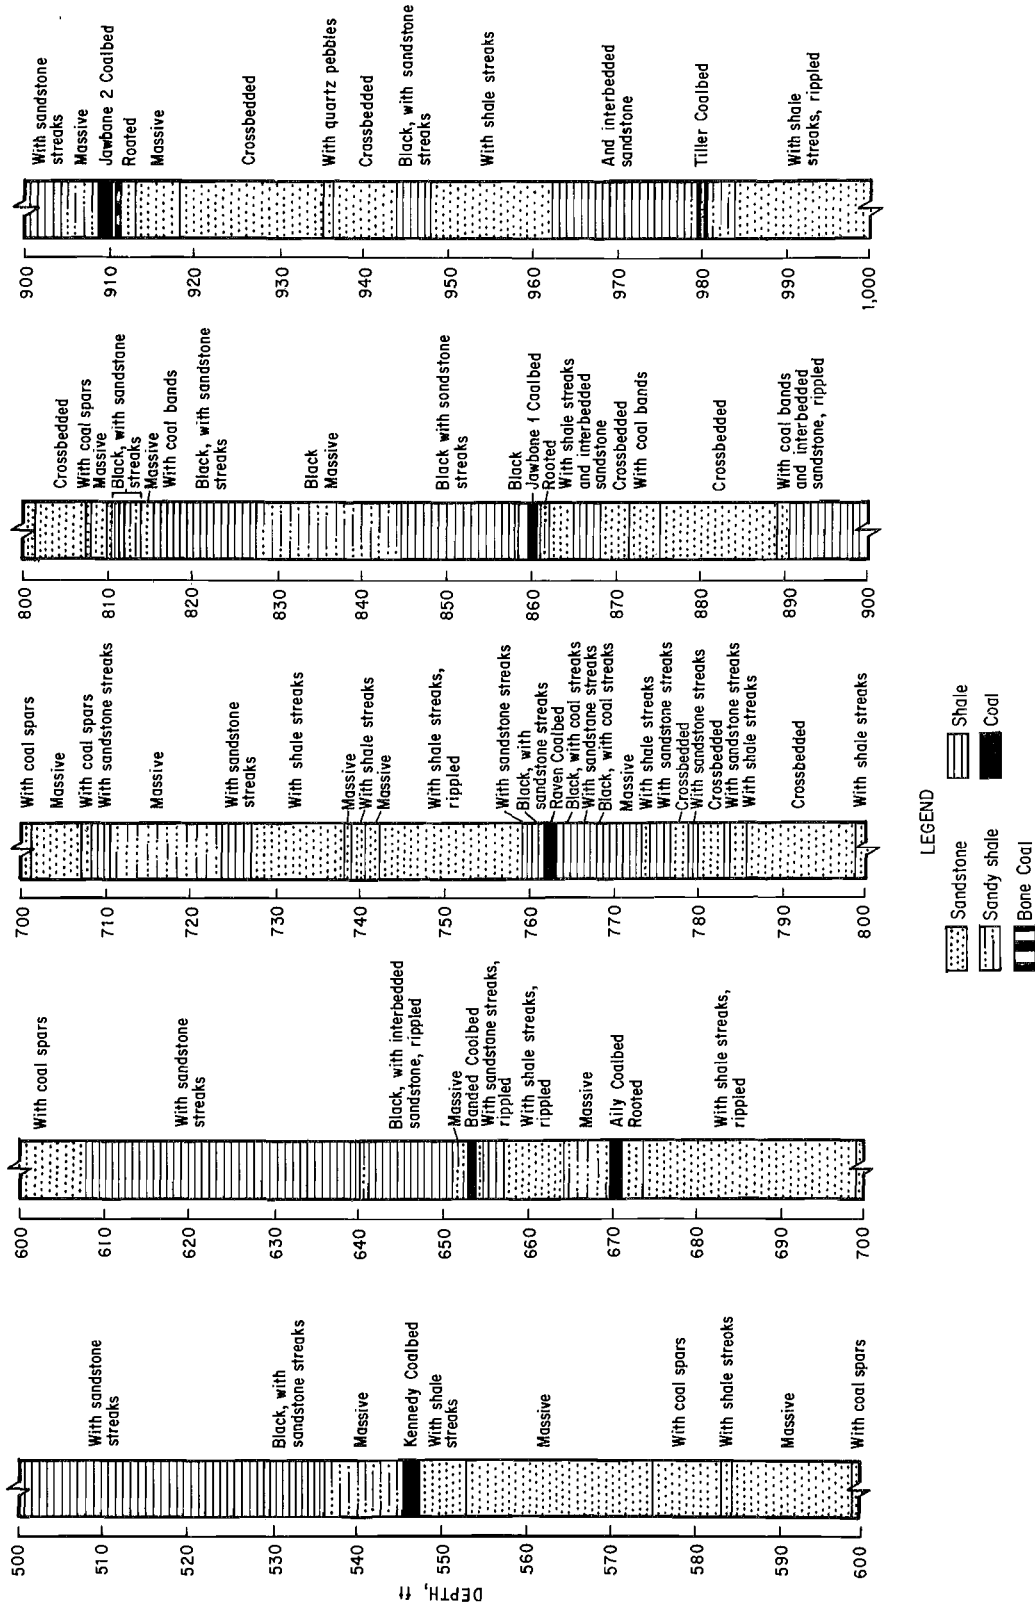 DEPTH, ft
500
510
520
530
540
550
560
570
580
590
600
With sandstone
streaks
Black, with
sandstone streaks
Massive
Kennedy Coalbed
With shale
streaks
Massive
With coal spars
With shale streaks
Massive
With coal spars
600
610
620
630
640
650
660
670
680
690
700
With coal spars
With sandstone
streaks
Black, with interbedded
sandstone, rippled
Massive
Banded Coalbed
With sandstone streaks,
rippled
With shale streaks,
rippled
Massive
Aily Coalbed
Rooted
With shale streaks,
rippled
700
710
720
730
740
750
760
770
780
790
800
With coal spars
Massive
With coal spars
With sandstone streaks
Massive
With sandstone
streaks
With shale streaks
Massive
With shale streaks
Massive
With shale streaks,
rippled
With sandstone streaks
Black, with
sandstone streaks
Raven Coalbed
Black, with coal streaks
With sandstone streaks
Black, with coal streaks
Massive
With shale streaks
With sandstone streaks
Crossbedded
With sandstone streaks
Crossbedded
With sandstone streaks
With shale streaks
Crossbedded
With shale streaks
800
810
820
830
840
850
860
870
880
890
900
Crossbedded
With coal spars
Massive
Black, with sandstone
streaks
Massive
With coal bands
Black, with sandstone
streaks
Black
Massive
Black with sandstone
streaks
Black
Jawbone 1 Coalbed
Rooted
With shale streaks
and interbedded
sandstone
Crossbedded
With coal bands
Crossbedded
With coal bands
and interbedded
sandstone, rippled
900
910
920
930
940
950
960
970
980
990
1,000
With sandstone
streaks
Massive
Jawbone 2 Coalbed
Rooted
Massive
Crossbedded
With quartz pebbles
Crossbedded
Black, with sandstone
streaks
With shale streaks
And interbedded
sandstone
Tiller Coalbed
With shale
streaks, rippled
LEGEND
Sandstone
Shale
Sandy shale
Coal
Bone Coal